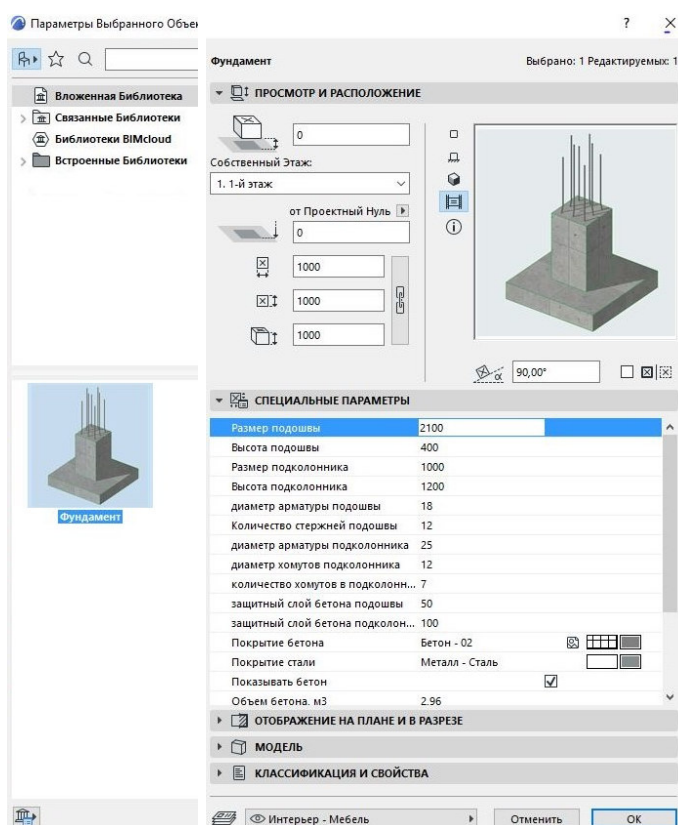 Параметры Выбранного Объек
?
Вложенная Библиотека
Связанные Библиотеки
Библиотеки BIMcloud
Встроенные Библиотеки
Фундамент
Фундамент
Выбрано: 1 Редактируемых: 1
ПРОСМОТР И РАСПОЛОЖЕНИЕ
0
Собственный Этаж:
1. 1-й этаж
от Проектный Нуль
0
1000
1000
1000
α 90,00°
СПЕЦИАЛЬНЫЕ ПАРАМЕТРЫ
Размер подошвы 2100
Высота подошвы 400
Размер подколонника 1000
Высота подколонника 1200
диаметр арматуры подошвы 18
Количество стержней подошвы 12
диаметр арматуры подколонника 25
диаметр хомутов подколонника 12
количество хомутов в подколонн... 7
защитный слой бетона подошвы 50
защитный слой бетона подколон... 100
Покрытие бетона Бетон - 02
Покрытие стали Металл - Сталь
Показывать бетон
Объем бетона. м3 2.96
ОТОБРАЖЕНИЕ НА ПЛАНЕ И В РАЗРЕЗЕ
МОДЕЛЬ
КЛАССИФИКАЦИЯ И СВОЙСТВА
Интерьер - Мебель
Отменить
ОК